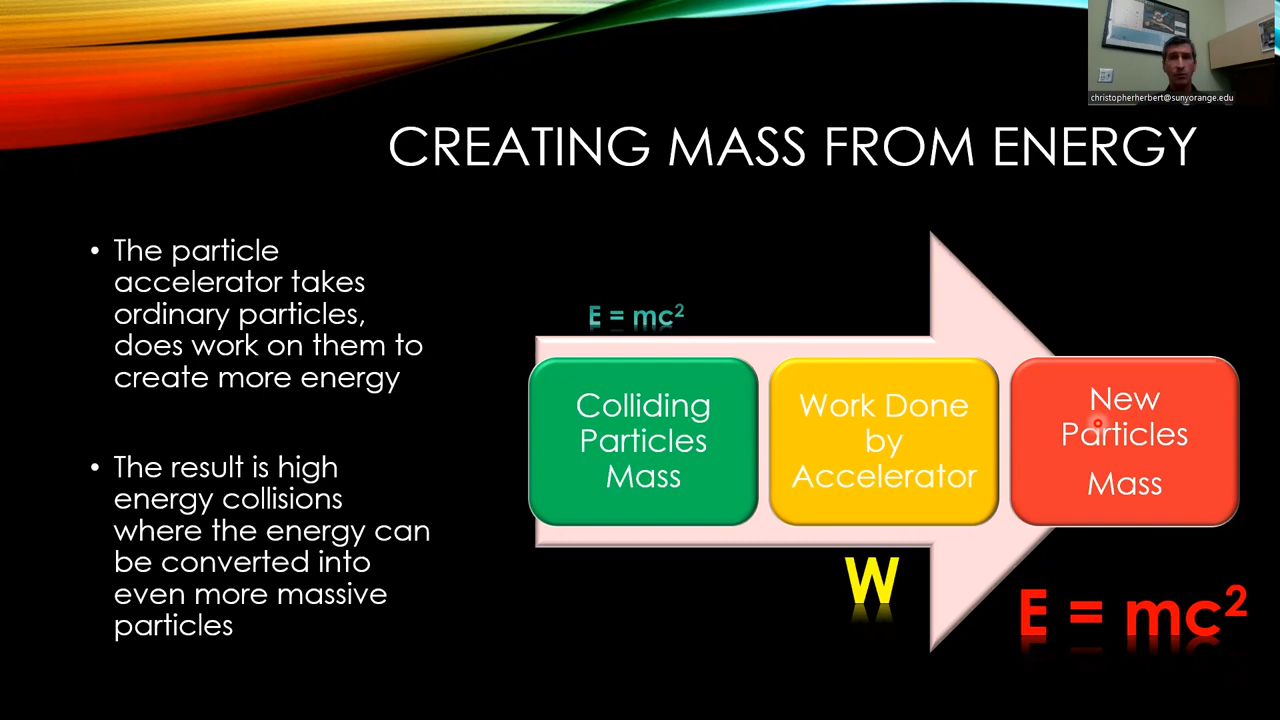 christopherherbert@sunyorange.edu
CREATING MASS FROM ENERGY
• The particle
accelerator takes
ordinary particles,
does work on them to
create more energy
• The result is high
energy collisions
where the energy can
be converted into
even more massive
particles
E = mc²
Colliding
Particles
Mass
Work Done
by
Accelerator
New
Particles
Mass
W
E = mc²